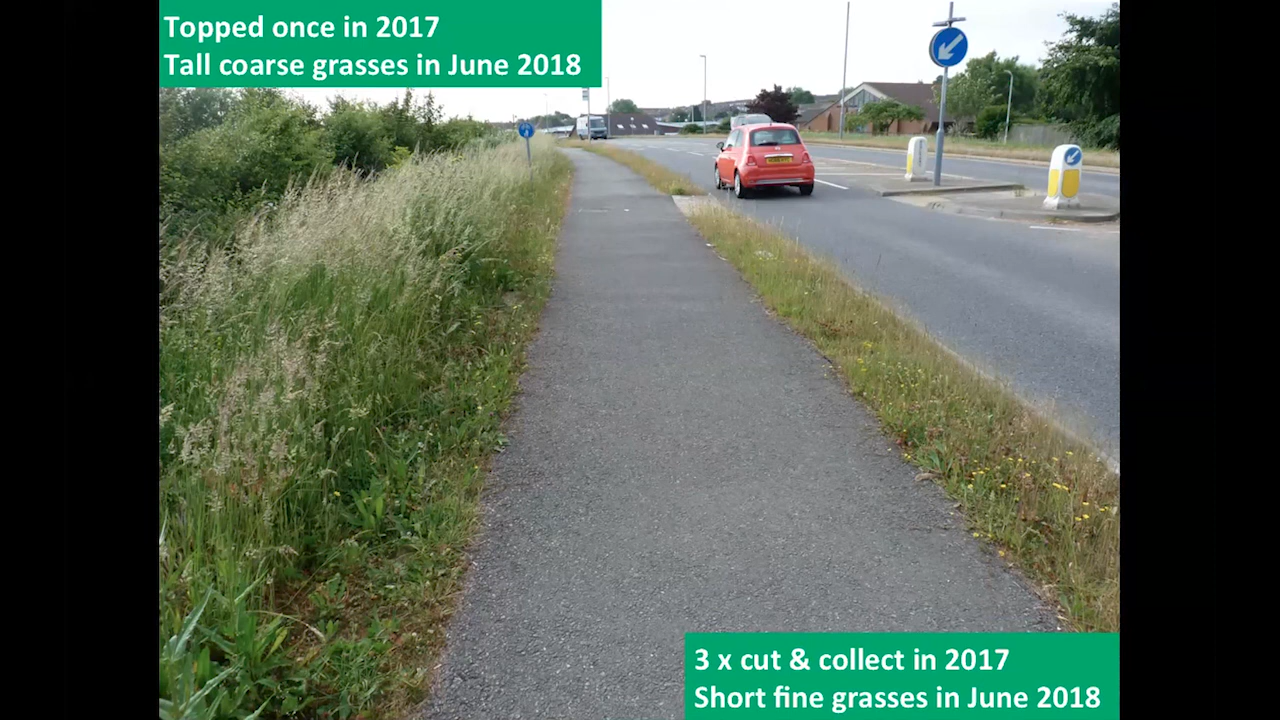 Topped once in 2017
Tall coarse grasses in June 2018
3 x cut & collect in 2017
Short fine grasses in June 2018